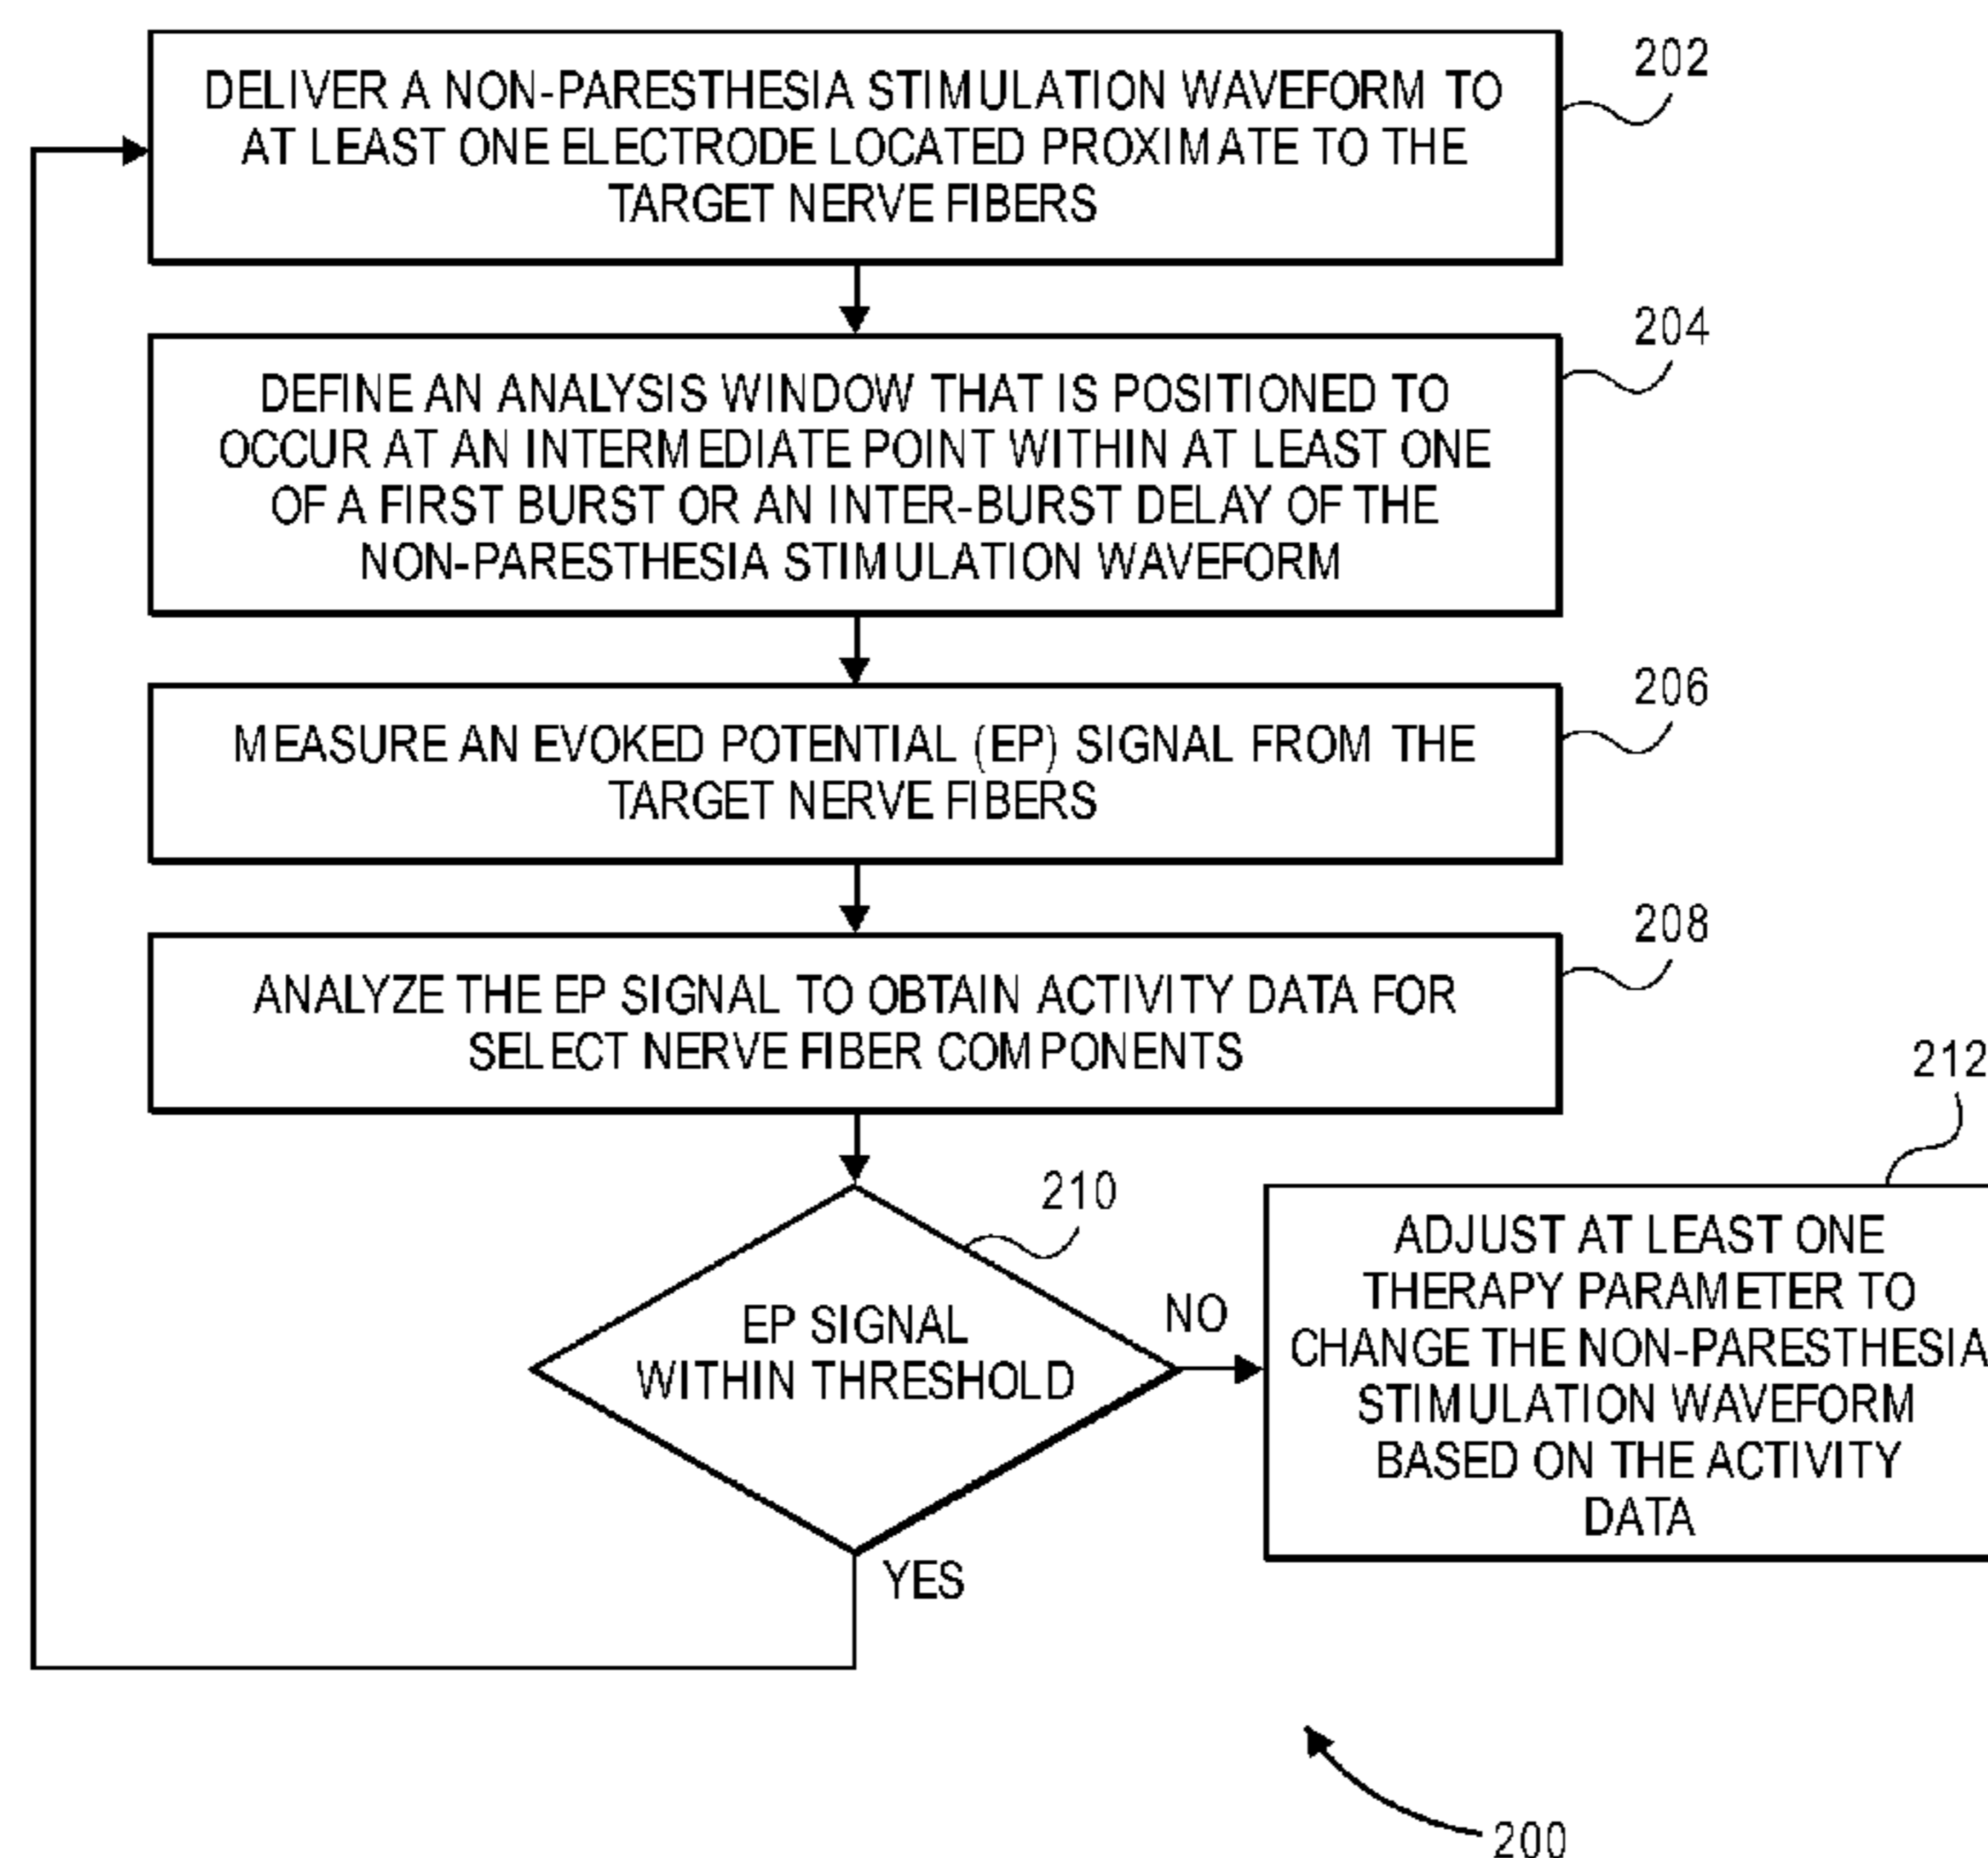 202
DELIVER A NON-PARESTHESIA STIMULATION WAVEFORM TO
AT LEAST ONE ELECTRODE LOCATED PROXIMATE TO THE
TARGET NERVE FIBERS
204
DEFINE AN ANALYSIS WINDOW THAT IS POSITIONED TO
OCCUR AT AN INTERMEDIATE POINT WITHIN AT LEAST ONE
OF A FIRST BURST OR AN INTER-BURST DELAY OF THE
NON-PARESTHESIA STIMULATION WAVEFORM
206
MEASURE AN EVOKED POTENTIAL (EP) SIGNAL FROM THE
TARGET NERVE FIBERS
208
ANALYZE THE EP SIGNAL TO OBTAIN ACTIVITY DATA FOR
SELECT NERVE FIBER COMPONENTS
210
EP SIGNAL
WITHIN THRESHOLD
NO
YES
212
ADJUST AT LEAST ONE
THERAPY PARAMETER TO
CHANGE THE NON-PARESTHESIA
STIMULATION WAVEFORM
BASED ON THE ACTIVITY
DATA
200